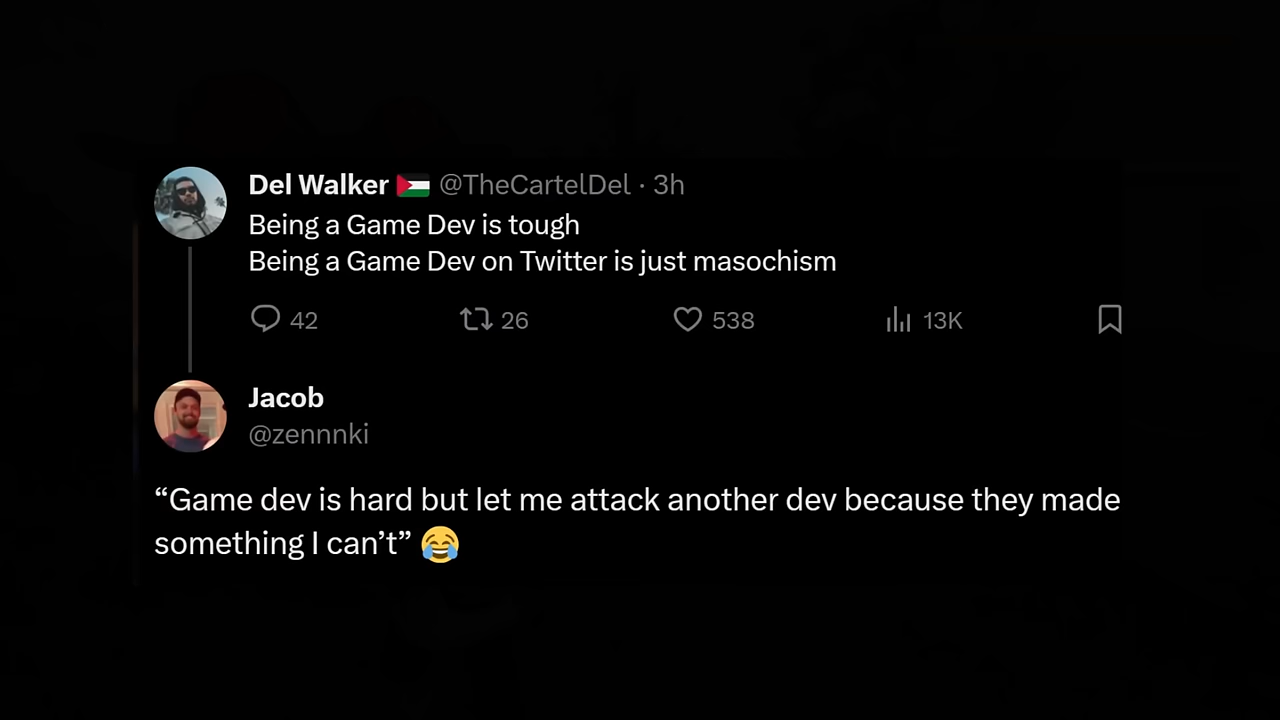 Del Walker 🇵🇸 @TheCartelDel · 3h
Being a Game Dev is tough
Being a Game Dev on Twitter is just masochism
42 26 538 13K
Jacob
@zennnki
“Game dev is hard but let me attack another dev because they made
something I can’t” 😂